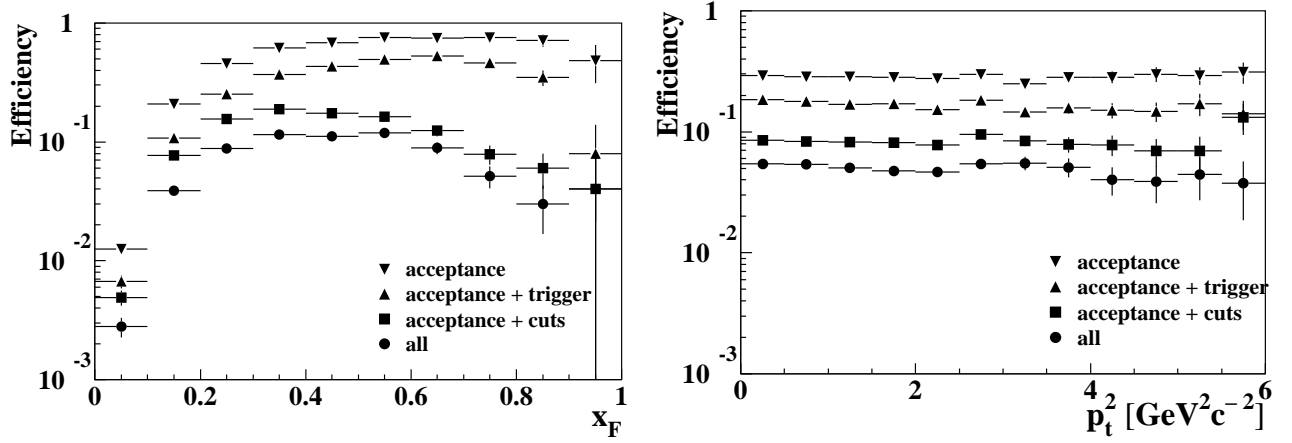 Efficiency
1
10 -1
10 -2
10 -3
acceptance
acceptance + trigger
acceptance + cuts
all
0 0.2 0.4 0.6 0.8 1
x_F
Efficiency
1
10 -1
10 -2
10 -3
acceptance
acceptance + trigger
acceptance + cuts
all
0 2 4 6
p_t^2 [GeV^2c^-2]